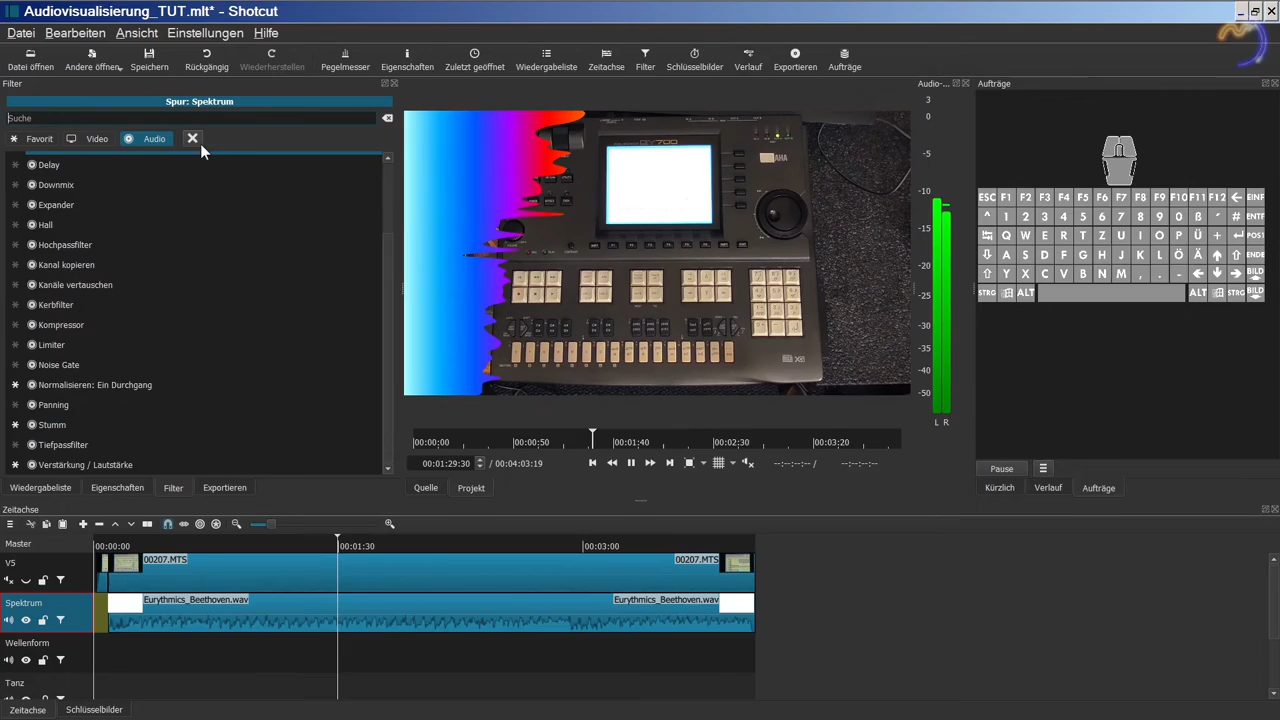 Audiovisualisierung_TUT.mlt* - Shotcut
Datei Bearbeiten Ansicht Einstellungen Hilfe
Datei öffnen Andere öffnen Speichern Rückgängig Wiederherstellen Pegelmesser Eigenschaften Zuletzt geöffnet Wiedergabeliste Zeitachse Filter Schlüsselbilder Verlauf Exportieren Aufträge
Filter
Audio-...
Aufträge
Spur: Spektrum
Suche
Favorit Video Audio
Delay
Downmix
Expander
Hall
Hochpassfilter
Kanal kopieren
Kanäle vertauschen
Kerbfilter
Kompressor
Limiter
Noise Gate
Normalisieren: Ein Durchgang
Panning
Stumm
Tiefpassfilter
Verstärkung / Lautstärke
3
0
-5
-10
-15
-20
-25
-30
-35
-40
-50
L R
ESC F1 F2 F3 F4 F5 F6 F7 F8 F9 F10 F11 F12 ← EINF
^ 1 2 3 4 5 6 7 8 9 0 ß ´ # ENTF
Q W E R T Z U I O P Ü + POS1
A S D F G H J K L Ö Ä ↑ ENDE
Y X C V B N M , . - ← ↓ → BILD
STRG ALT ALT STRG BILD
00:00:00 00:00:50 00:01:40 00:02:30 00:03:20
00:01:29:30 / 00:04:03:19 --:--:--:-- / --:--:--:--
Pause
Wiedergabeliste Eigenschaften Filter Exportieren
Quelle Projekt
Kürzlich Verlauf Aufträge
Zeitachse
Master 00:00:00 00:01:30 00:03:00
V5 00207.MTS 00207.MTS
Spektrum Eurythmics_Beethoven.wav Eurythmics_Beethoven.wav
Wellenform
Tanz
Zeitachse Schlüsselbilder